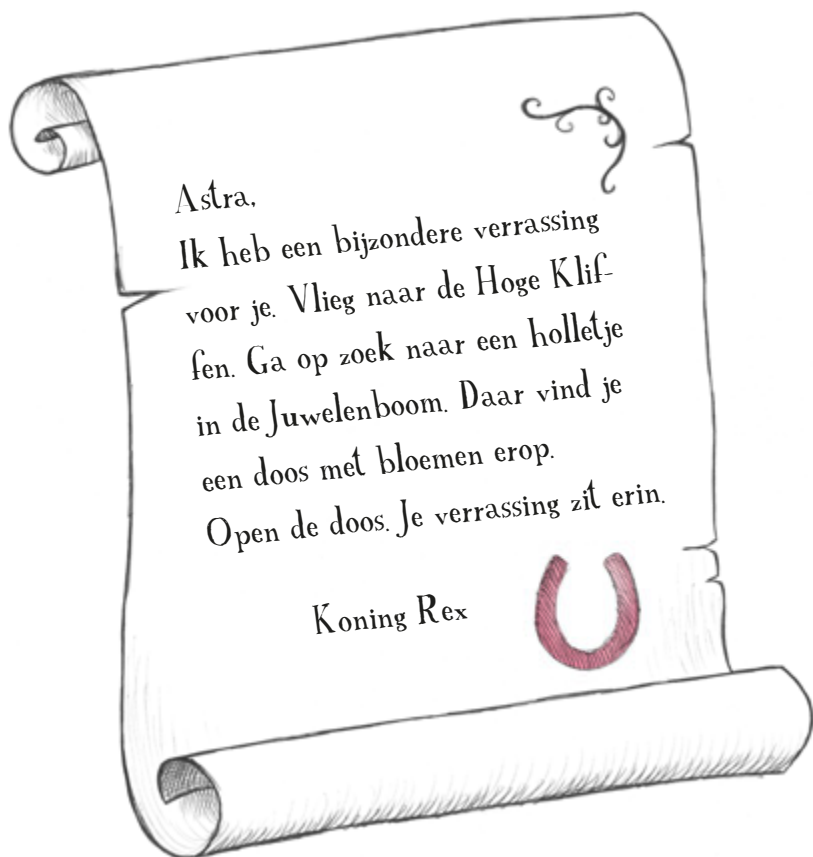 Astra,
Ik heb een bijzondere verrassing
voor je. Vlieg naar de Hoge Klif-
fen. Ga op zoek naar een holletje
in de Juwelenboom. Daar vind je
een doos met bloemen erop.
Open de doos. Je verrassing zit erin.
Koning Rex